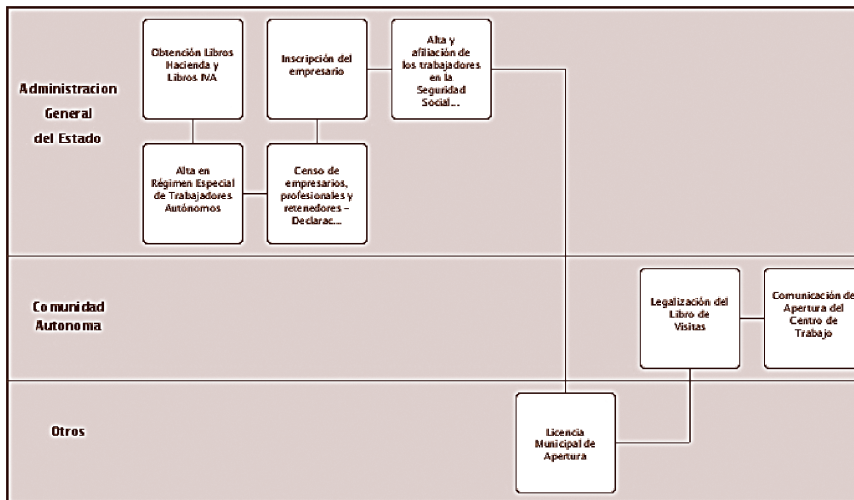 Administracion
General
del Estado
Obtención Libros
Hacienda y
Libros IVA
Inscripción del
empresario
Alta y
afiliación de
los trabajadores
en la
Seguridad
Social...
Alta en
Régimen Especial
de Trabajadores
Autónomos
Censo de
empresarios,
profesionales y
retenedores –
Declarac...
Comunidad
Autonoma
Legalización del
Libro de
Visitas
Comunicación de
Apertura del
Centro de
Trabajo
Otros
Licencia
Municipal de
Apertura